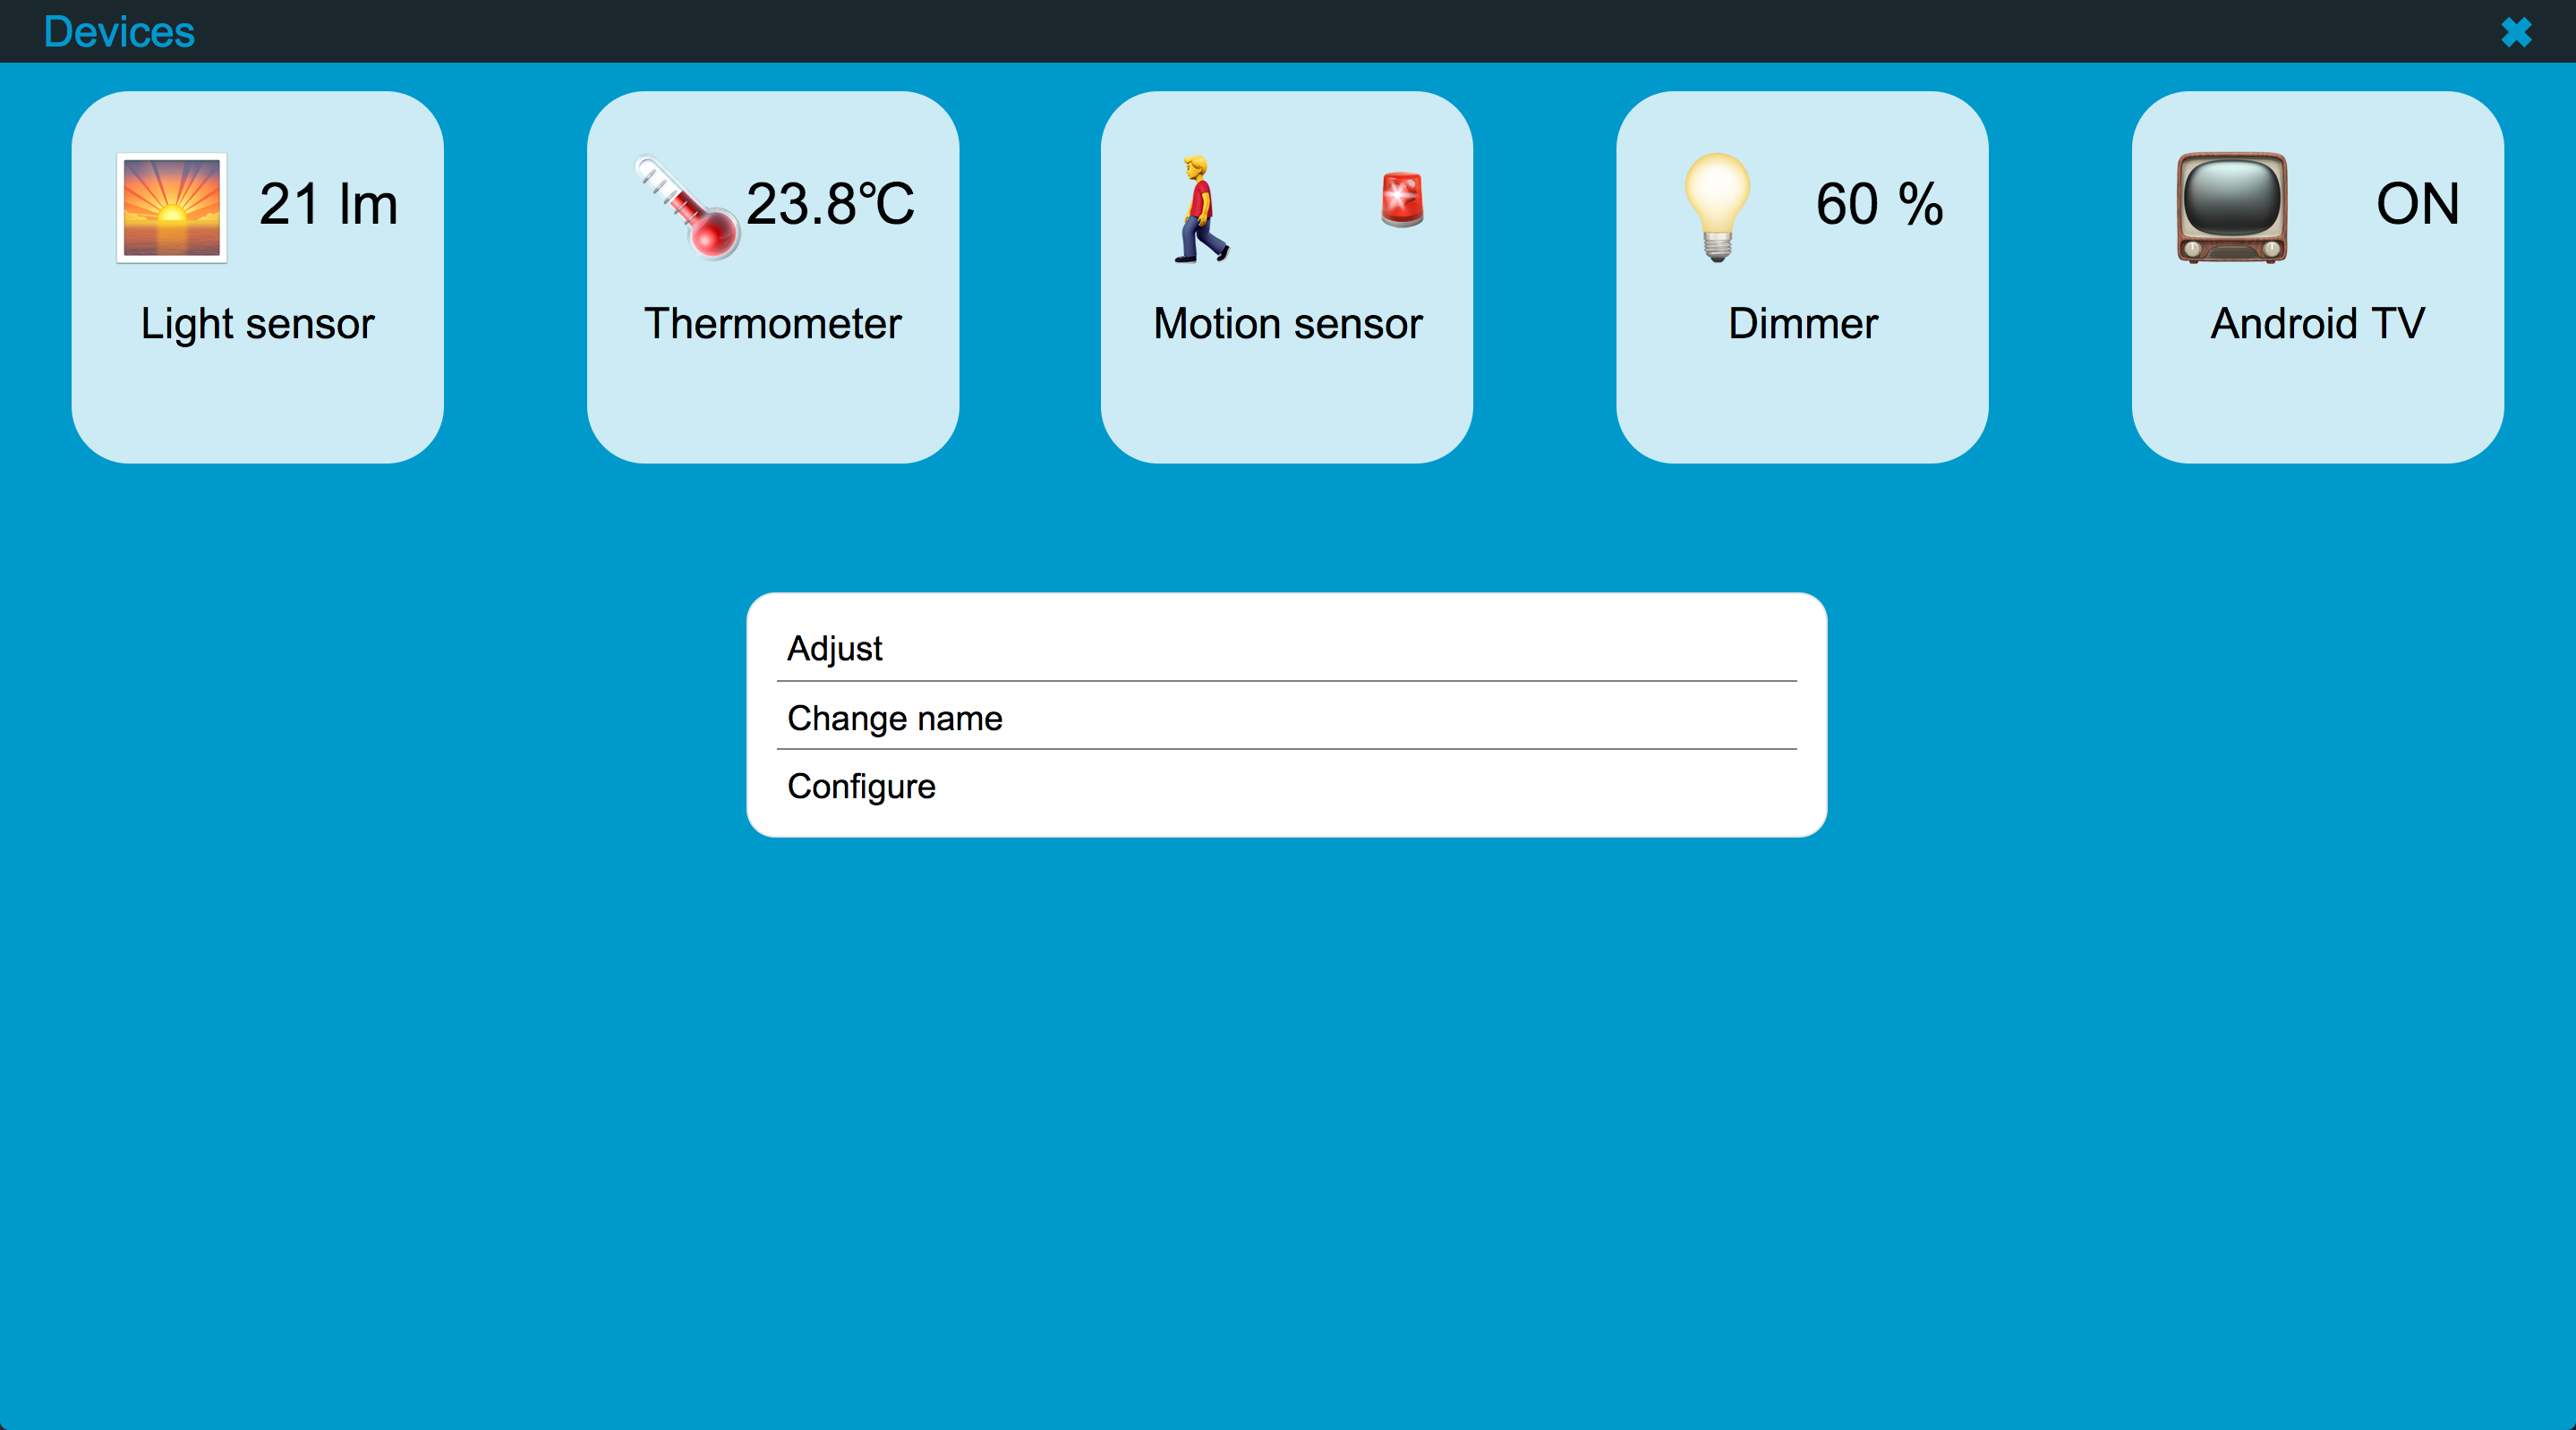 Devices
21 lm
23.8°C
60 %
ON
Light sensor
Thermometer
Motion sensor
Dimmer
Android TV
Adjust
Change name
Configure